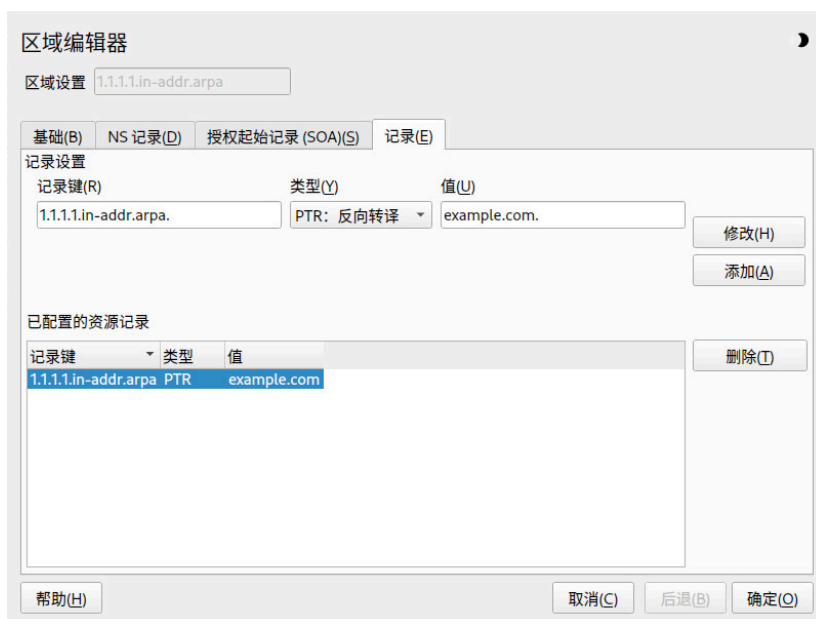 区域编辑器
区域设置 1.1.1.1.in-addr.arpa
基础(B) NS 记录(D) 授权起始记录 (SOA)(S) 记录(E)
记录设置
记录键(R) 类型(Y) 值(U)
1.1.1.1.in-addr.arpa. PTR：反向转译 example.com.
修改(H)
添加(A)
已配置的资源记录
记录键 类型 值
删除(T)
1.1.1.1.in-addr.arpa PTR example.com
帮助(H) 取消(C) 后退(B) 确定(O)